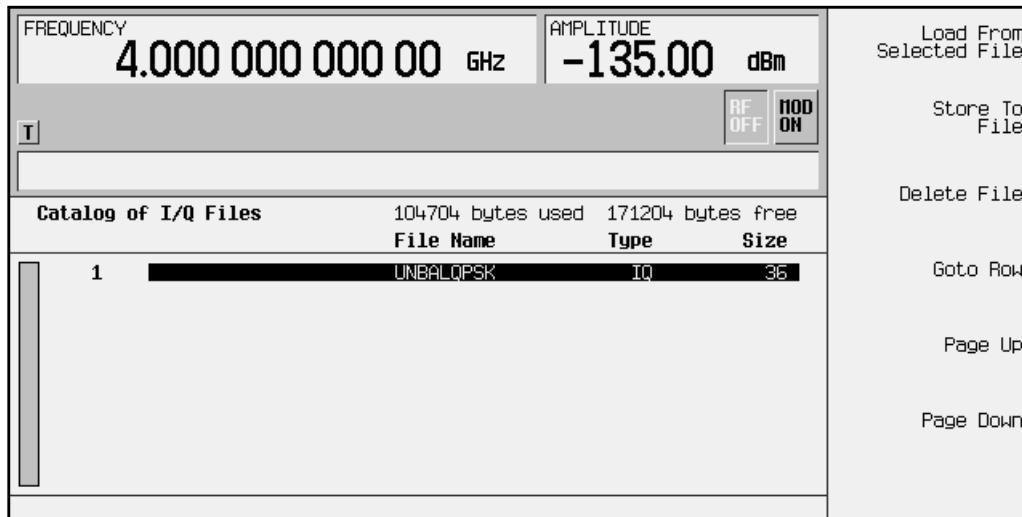 FREQUENCY
4.000 000 000 00 GHz
AMPLITUDE
-135.00 dBm
RF OFF
MOD ON
T
Catalog of I/Q Files 104704 bytes used 171204 bytes free
File Name Type Size
1 UNBALQPSK IQ 36
Load From
Selected File
Store To
File
Delete File
Goto Row
Page Up
Page Down